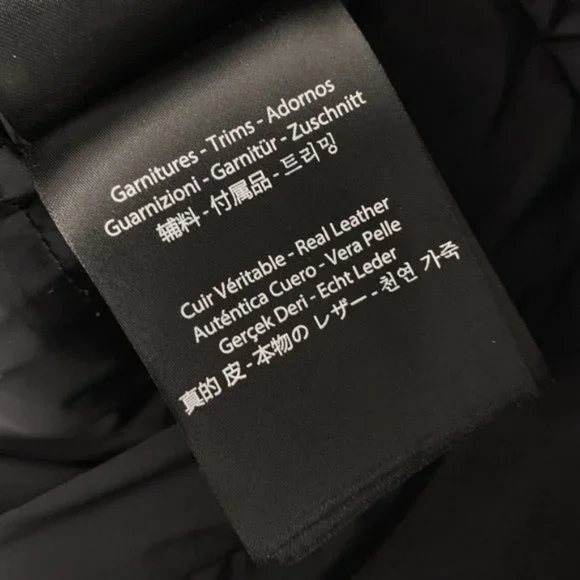 Garnitures - Trims - Adornos
Guarnizioni - Garnitür - Zuschnitt
辅料 - 付属品 - 트리밍
Cuir Véritable - Real Leather
Auténtica Cuero - Vera Pelle
Gerçek Deri - Echt Leder
真的 皮 - 本物の レザー - 천연 가죽